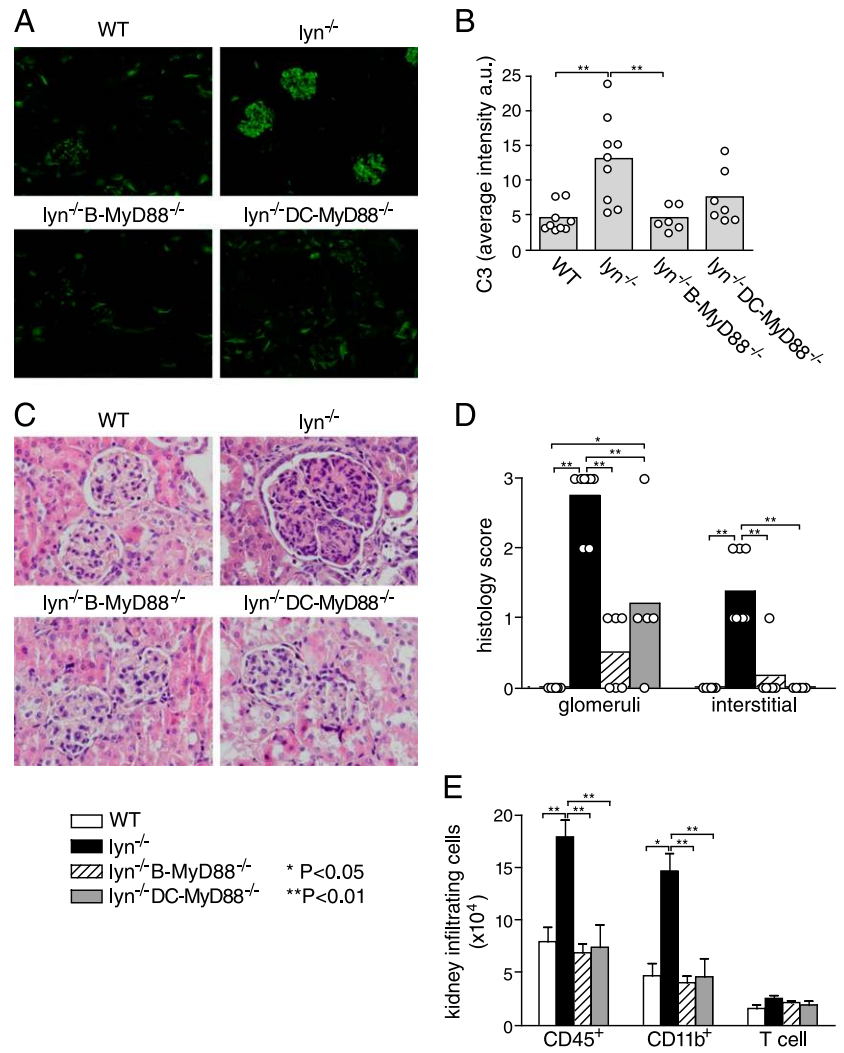 A
WT
lyn-/-
lyn-/-B-MyD88-/-
lyn-/-DC-MyD88-/-
B
C3 (average intensity a.u.)
25
20
15
10
5
0
**
**
WT
lyn-/-
lyn-/-B-MyD88-/-
lyn-/-DC-MyD88-/-
C
WT
lyn-/-
lyn-/-B-MyD88-/-
lyn-/-DC-MyD88-/-
D
histology score
3
2
1
0
*
**
**
**
**
**
**
glomeruli
interstitial
WT
lyn-/-
lyn-/-B-MyD88-/-
lyn-/-DC-MyD88-/-
* P<0.05
**P<0.01
E
kidney infiltrating cells
(x10⁴)
20
15
10
5
0
**
**
**
**
*
**
CD45+
CD11b+
T cell